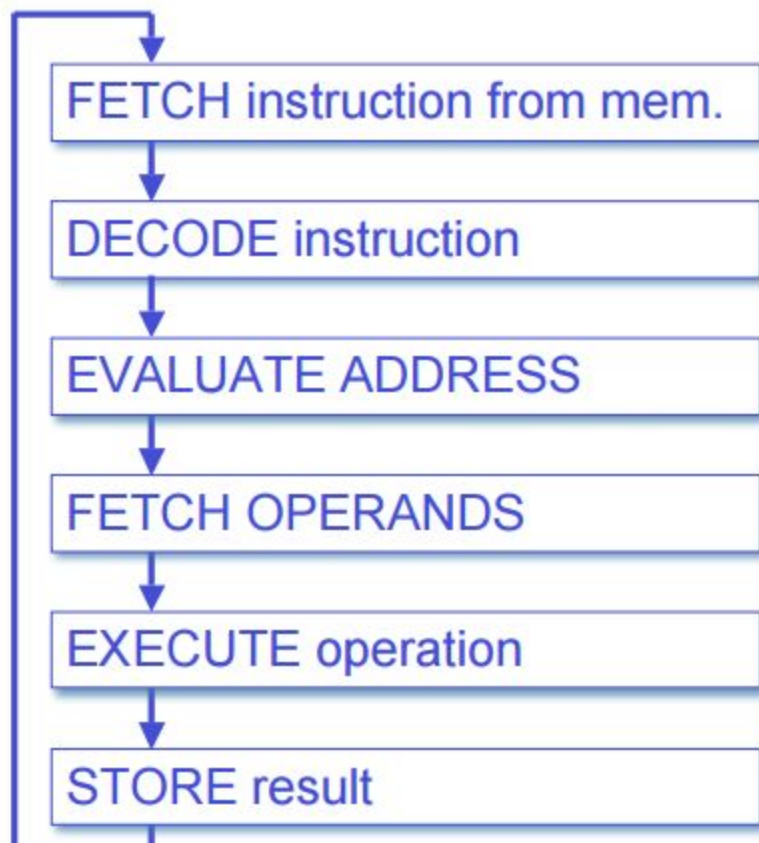 FETCH instruction from mem.
DECODE instruction
EVALUATE ADDRESS
FETCH OPERANDS
EXECUTE operation
STORE result